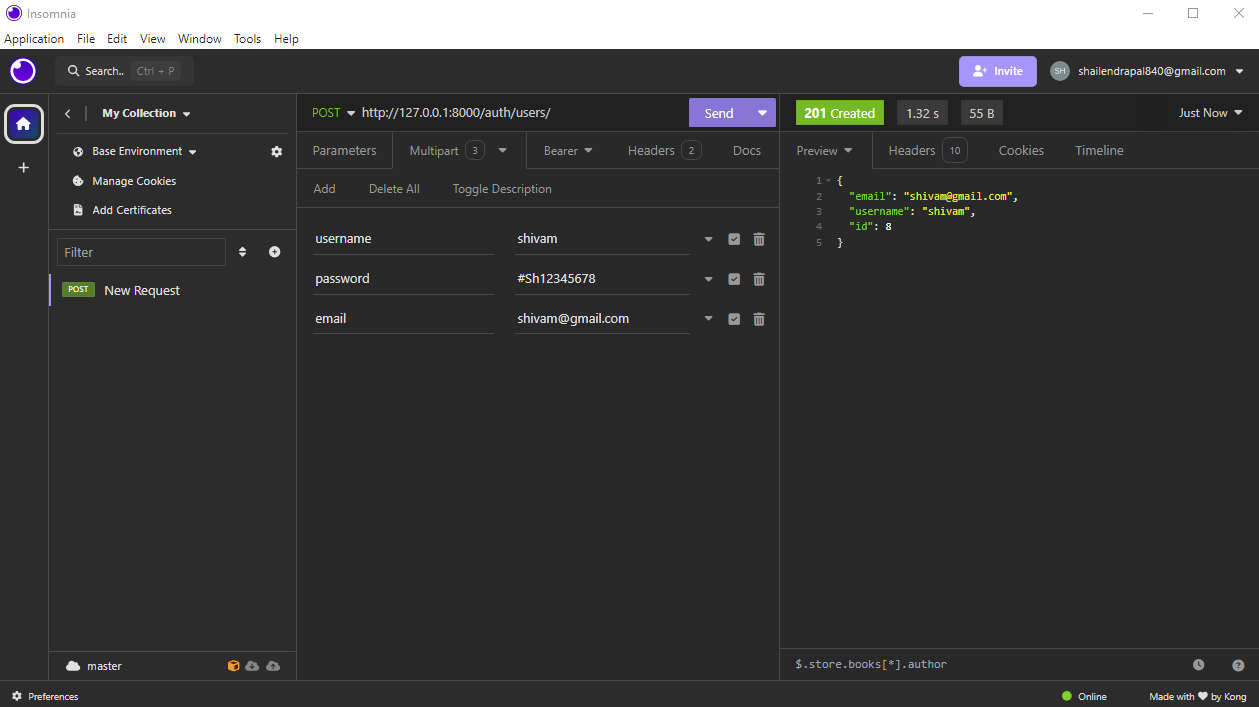 Insomnia
Application File Edit View Window Tools Help
Search.. Ctrl + P
Invite
SH
shailendrapal840@gmail.com
My Collection
Base Environment
Manage Cookies
Add Certificates
Filter
POST New Request
master
POST http://127.0.0.1:8000/auth/users/
Send
Parameters Multipart 3 Bearer Headers 2 Docs
Add Delete All Toggle Description
username shivam
password #Sh12345678
email shivam@gmail.com
201 Created 1.32 s 55 B Just Now
Preview Headers 10 Cookies Timeline
1 {
2 "email": "shivam@gmail.com",
3 "username": "shivam",
4 "id": 8
5 }
$.store.books[*].author
Preferences
Online
Made with ❤ by Kong